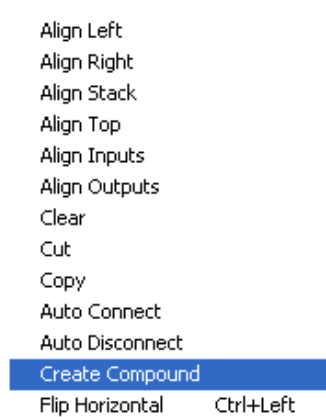 Align Left
Align Right
Align Stack
Align Top
Align Inputs
Align Outputs
Clear
Cut
Copy
Auto Connect
Auto Disconnect
Create Compound
Flip Horizontal Ctrl+Left